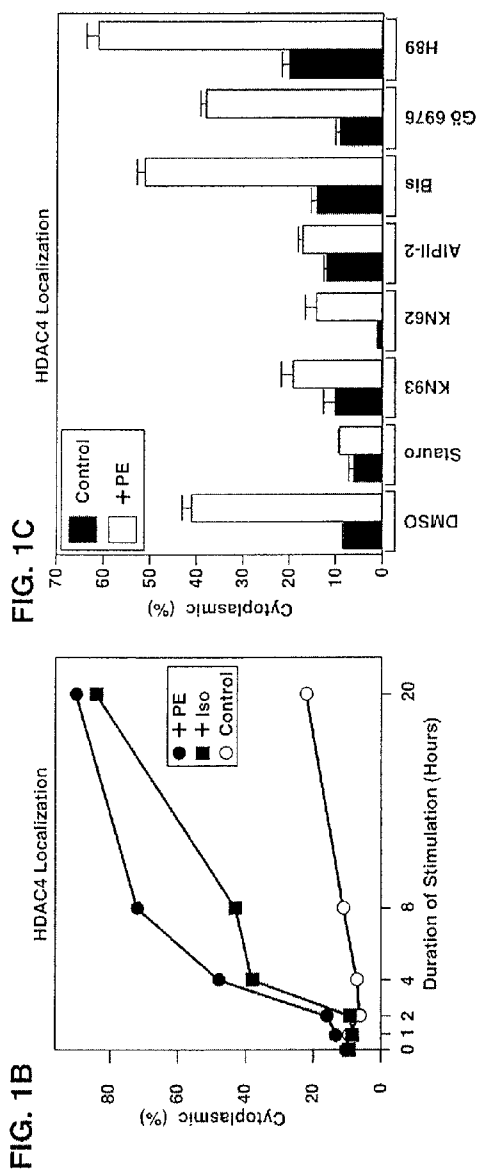 FIG. 1B
HDAC4 Localization
Cytoplasmic (%)
80
60
40
20
0
+ PE
+ Iso
Control
0 1 2 4 8 20
Duration of Stimulation (Hours)
FIG. 1C
HDAC4 Localization
Cytoplasmic (%)
70
60
50
40
30
20
10
0
Control
+ PE
DMSO
Stauro
KN93
KN62
AIPII-2
Bis
Gö 6976
H89